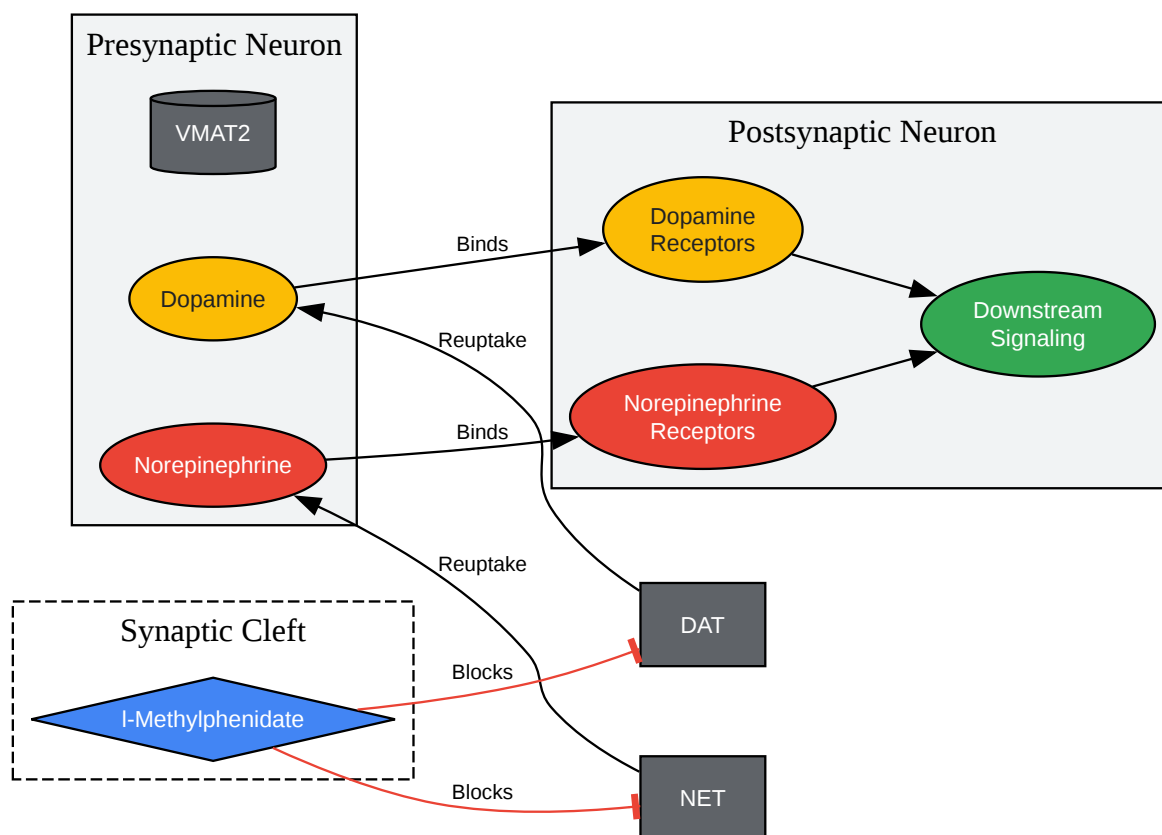 Presynaptic Neuron
VMAT2
Postsynaptic Neuron
Dopamine
Receptors
Binds
Dopamine
Downstream
Signaling
Reuptake
Norepinephrine
Receptors
Binds
Norepinephrine
Reuptake
Synaptic Cleft
DAT
Blocks
l-Methylphenidate
Blocks
NET